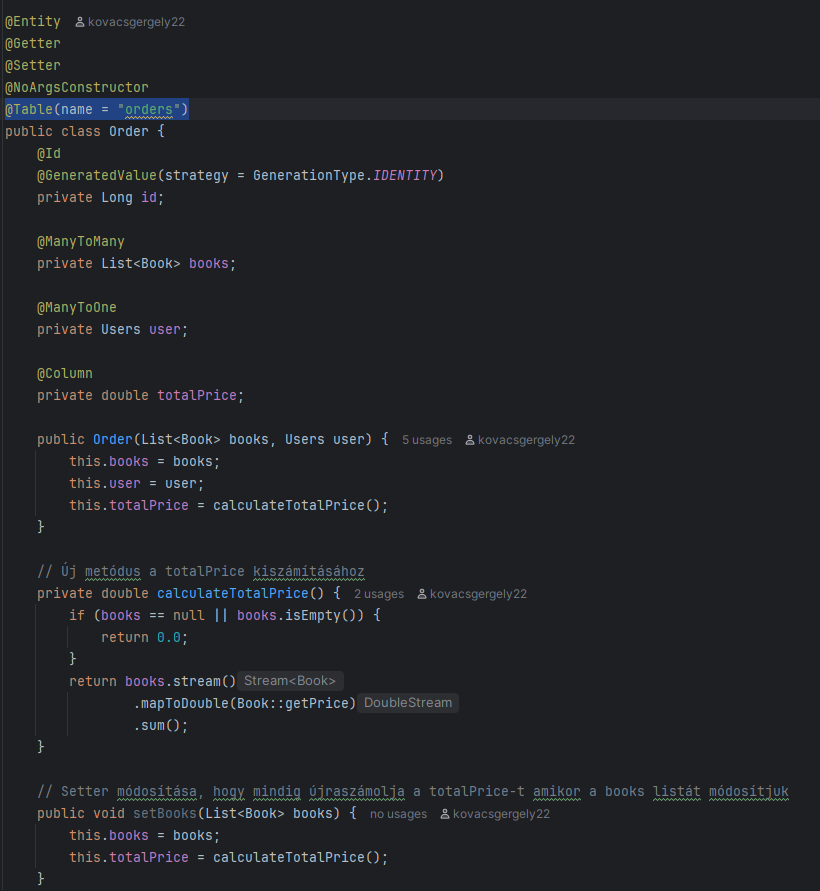 @Entity kovacsgergely22
@Getter
@Setter
@NoArgsConstructor
@Table(name = "orders")
public class Order {
@Id
@GeneratedValue(strategy = GenerationType.IDENTITY)
private Long id;
@ManyToMany
private List<Book> books;
@ManyToOne
private Users user;
@Column
private double totalPrice;
public Order(List<Book> books, Users user) { 5 usages kovacsgergely22
this.books = books;
this.user = user;
this.totalPrice = calculateTotalPrice();
}
// Új metódus a totalPrice kiszámításához
private double calculateTotalPrice() { 2 usages kovacsgergely22
if (books == null || books.isEmpty()) {
return 0.0;
}
return books.stream() Stream<Book>
.mapToDouble(Book::getPrice) DoubleStream
.sum();
}
// Setter módosítása, hogy mindig újraszámolja a totalPrice-t amikor a books listát módosítjuk
public void setBooks(List<Book> books) { no usages kovacsgergely22
this.books = books;
this.totalPrice = calculateTotalPrice();
}